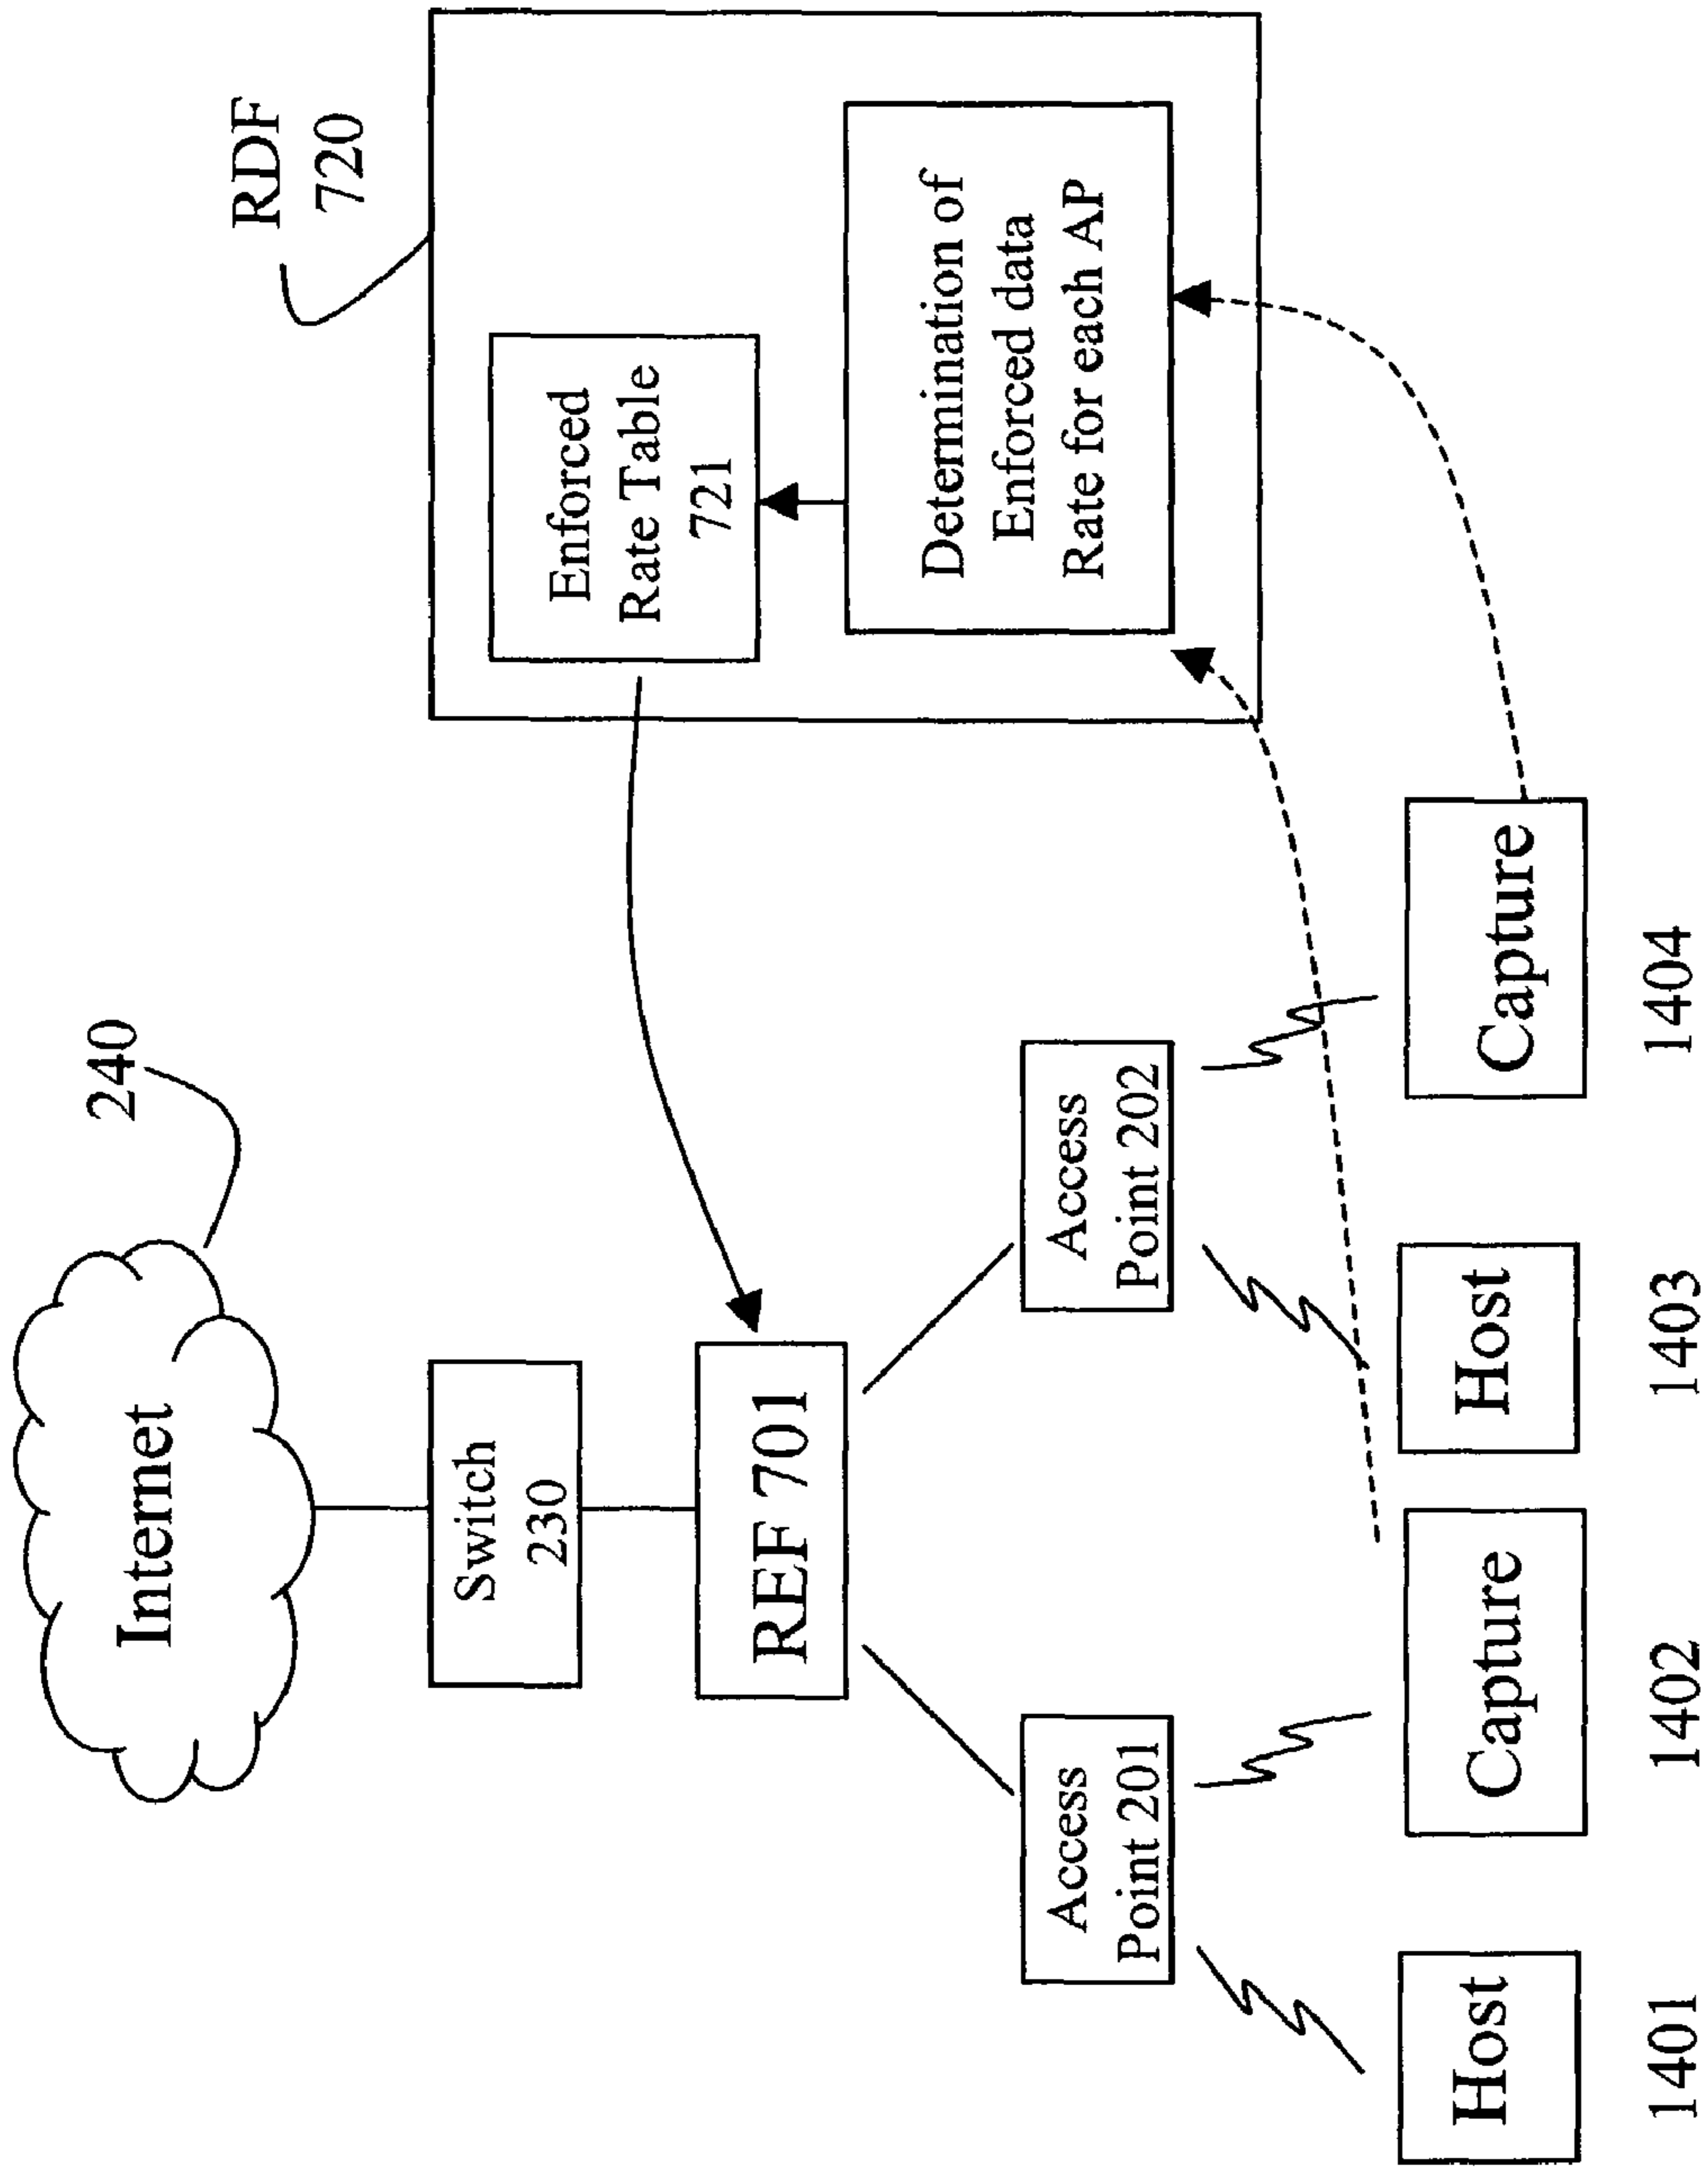 Internet
240
Switch
230
REF 701
RDF
720
Enforced
Rate Table
721
Determination of
Enforced data
Rate for each AP
Access
Point 201
Access
Point 202
Host
1401
Capture
1402
Host
1403
Capture
1404